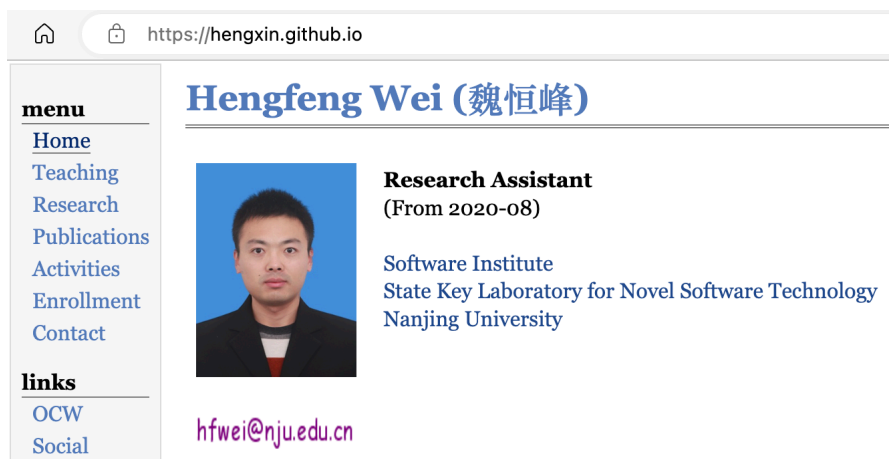 https://hengxin.github.io
menu
Home
Teaching
Research
Publications
Activities
Enrollment
Contact
links
OCW
Social
Hengfeng Wei (魏恒峰)
Research Assistant
(From 2020-08)
Software Institute
State Key Laboratory for Novel Software Technology
Nanjing University
hfwei@nju.edu.cn